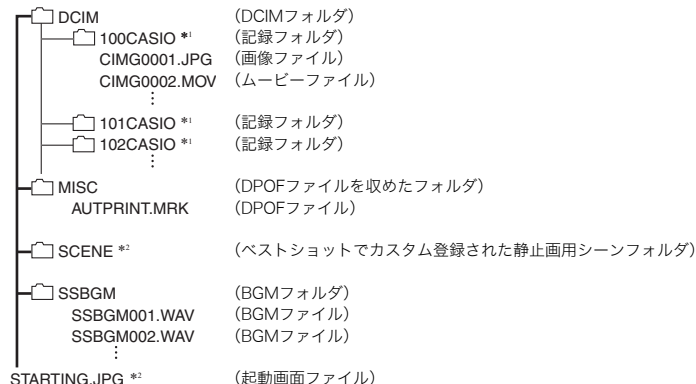 DCIM (DCIMフォルダ)
100CASIO *1 (記録フォルダ)
CIMG0001.JPG (画像ファイル)
CIMG0002.MOV (ムービーファイル)
⋮
101CASIO *1 (記録フォルダ)
102CASIO *1 (記録フォルダ)
⋮
MISC (DPOFファイルを収めたフォルダ)
AUTPRINT.MRK (DPOFファイル)
SCENE *2 (ベストショットでカスタム登録された静止画用シーンフォルダ)
SSBGM (BGMフォルダ)
SSBGM001.WAV (BGMファイル)
SSBGM002.WAV (BGMファイル)
⋮
STARTING.JPG *2 (起動画面ファイル)